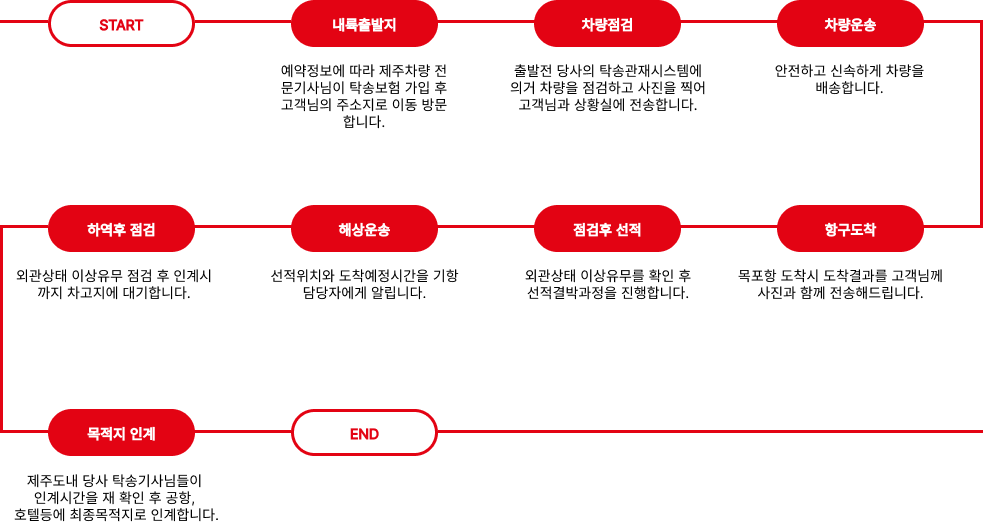 START
내륙출발지
예약정보에 따라 제주차량 전
문기사님이 탁송보험 가입 후
고객님의 주소지로 이동 방문
합니다.
차량점검
출발전 당사의 탁송관재시스템에
의거 차량을 점검하고 사진을 찍어
고객님과 상황실에 전송합니다.
차량운송
안전하고 신속하게 차량을
배송합니다.
하역후 점검
외관상태 이상유무 점검 후 인계시
까지 차고지에 대기합니다.
해상운송
선적위치와 도착예정시간을 기항
담당자에게 알립니다.
점검후 선적
외관상태 이상유무를 확인 후
선적결박과정을 진행합니다.
항구도착
목포항 도착시 도착결과를 고객님께
사진과 함께 전송해드립니다.
목적지 인계
제주도내 당사 탁송기사님들이
인계시간을 재 확인 후 공항,
호텔등에 최종목적지로 인계합니다.
END